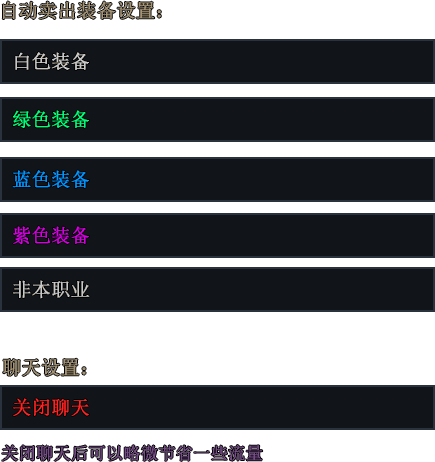 自动卖出装备设置:
白色装备
绿色装备
蓝色装备
紫色装备
非本职业
聊天设置:
关闭聊天
关闭聊天后可以略微节省一些流量